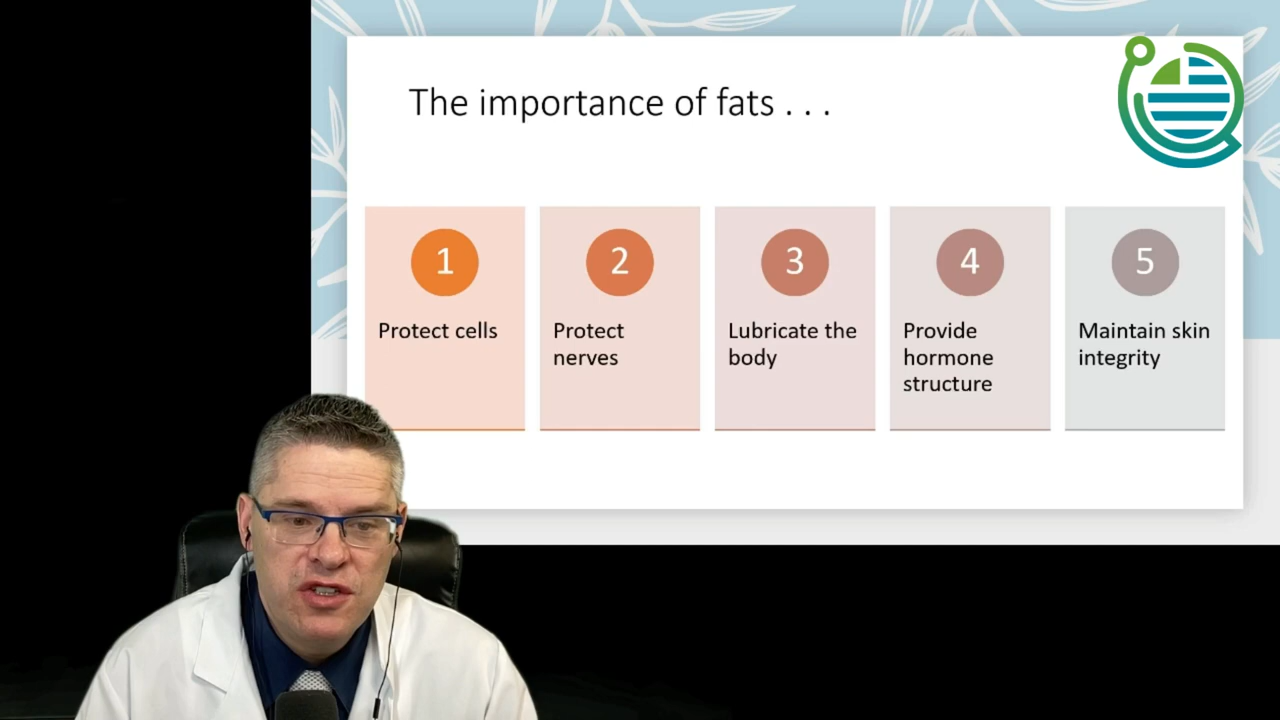 The importance of fats . . .
1
Protect cells
2
Protect
nerves
3
Lubricate the
body
4
Provide
hormone
structure
5
Maintain skin
integrity